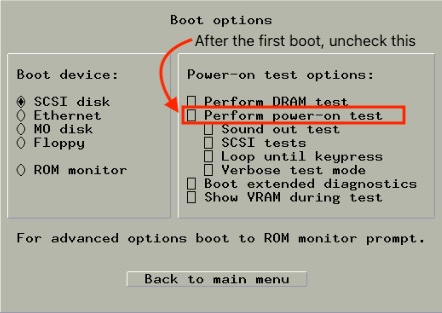 Boot options
After the first boot, uncheck this
Boot device:
SCSI disk
Ethernet
MO disk
Floppy
ROM monitor
Power-on test options:
Perform DRAM test
Perform power-on test
Sound out test
SCSI tests
Loop until keypress
Verbose test mode
Boot extended diagnostics
Show VRAM during test
For advanced options boot to ROM monitor prompt.
Back to main menu